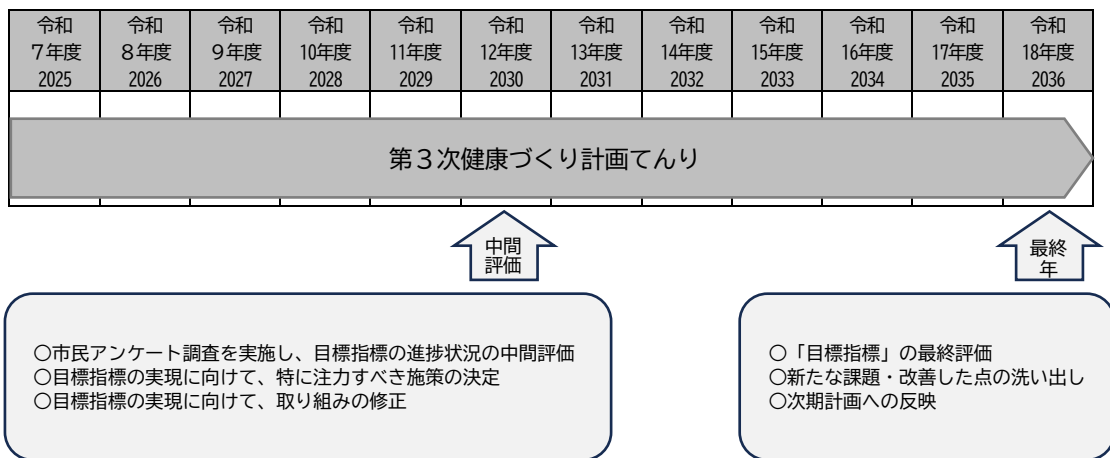 令和 令和 令和 令和 令和 令和 令和 令和 令和 令和 令和 令和
7年度 8年度 9年度 10年度 11年度 12年度 13年度 14年度 15年度 16年度 17年度 18年度
2025 2026 2027 2028 2029 2030 2031 2032 2033 2034 2035 2036
第3次健康づくり計画てんり
中間
評価
最終
年
○市民アンケート調査を実施し、目標指標の進捗状況の中間評価
○目標指標の実現に向けて、特に注力すべき施策の決定
○目標指標の実現に向けて、取り組みの修正
○「目標指標」の最終評価
○新たな課題・改善した点の洗い出し
○次期計画への反映